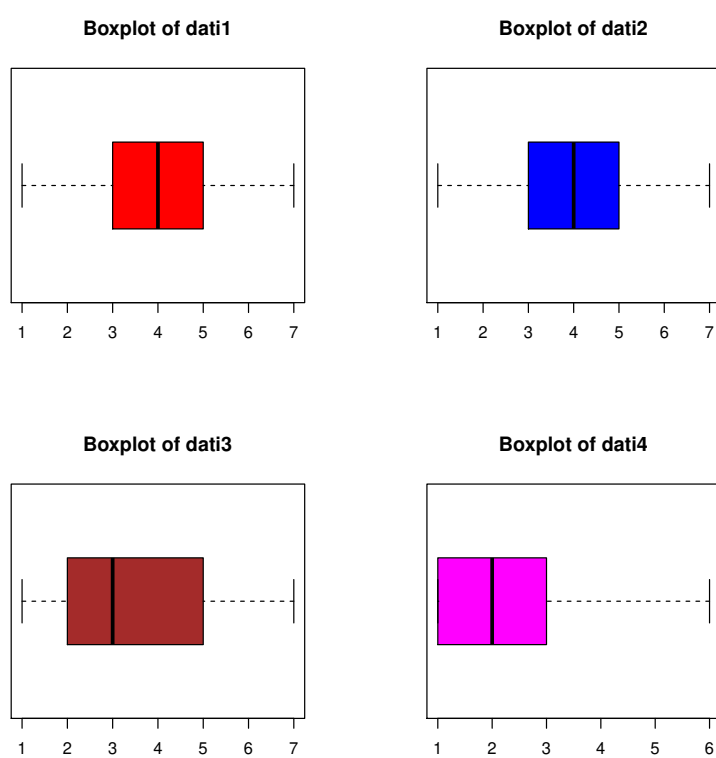 Boxplot of dati1
1 2 3 4 5 6 7
Boxplot of dati2
1 2 3 4 5 6 7
Boxplot of dati3
1 2 3 4 5 6 7
Boxplot of dati4
1 2 3 4 5 6